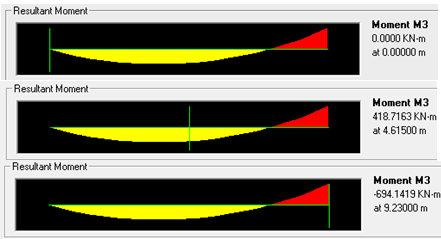 Resultant Moment
Moment M3
0.0000 KN-m
at 0.00000 m
Resultant Moment
Moment M3
418.7163 KN-m
at 4.61500 m
Resultant Moment
Moment M3
-694.1419 KN-m
at 9.23000 m